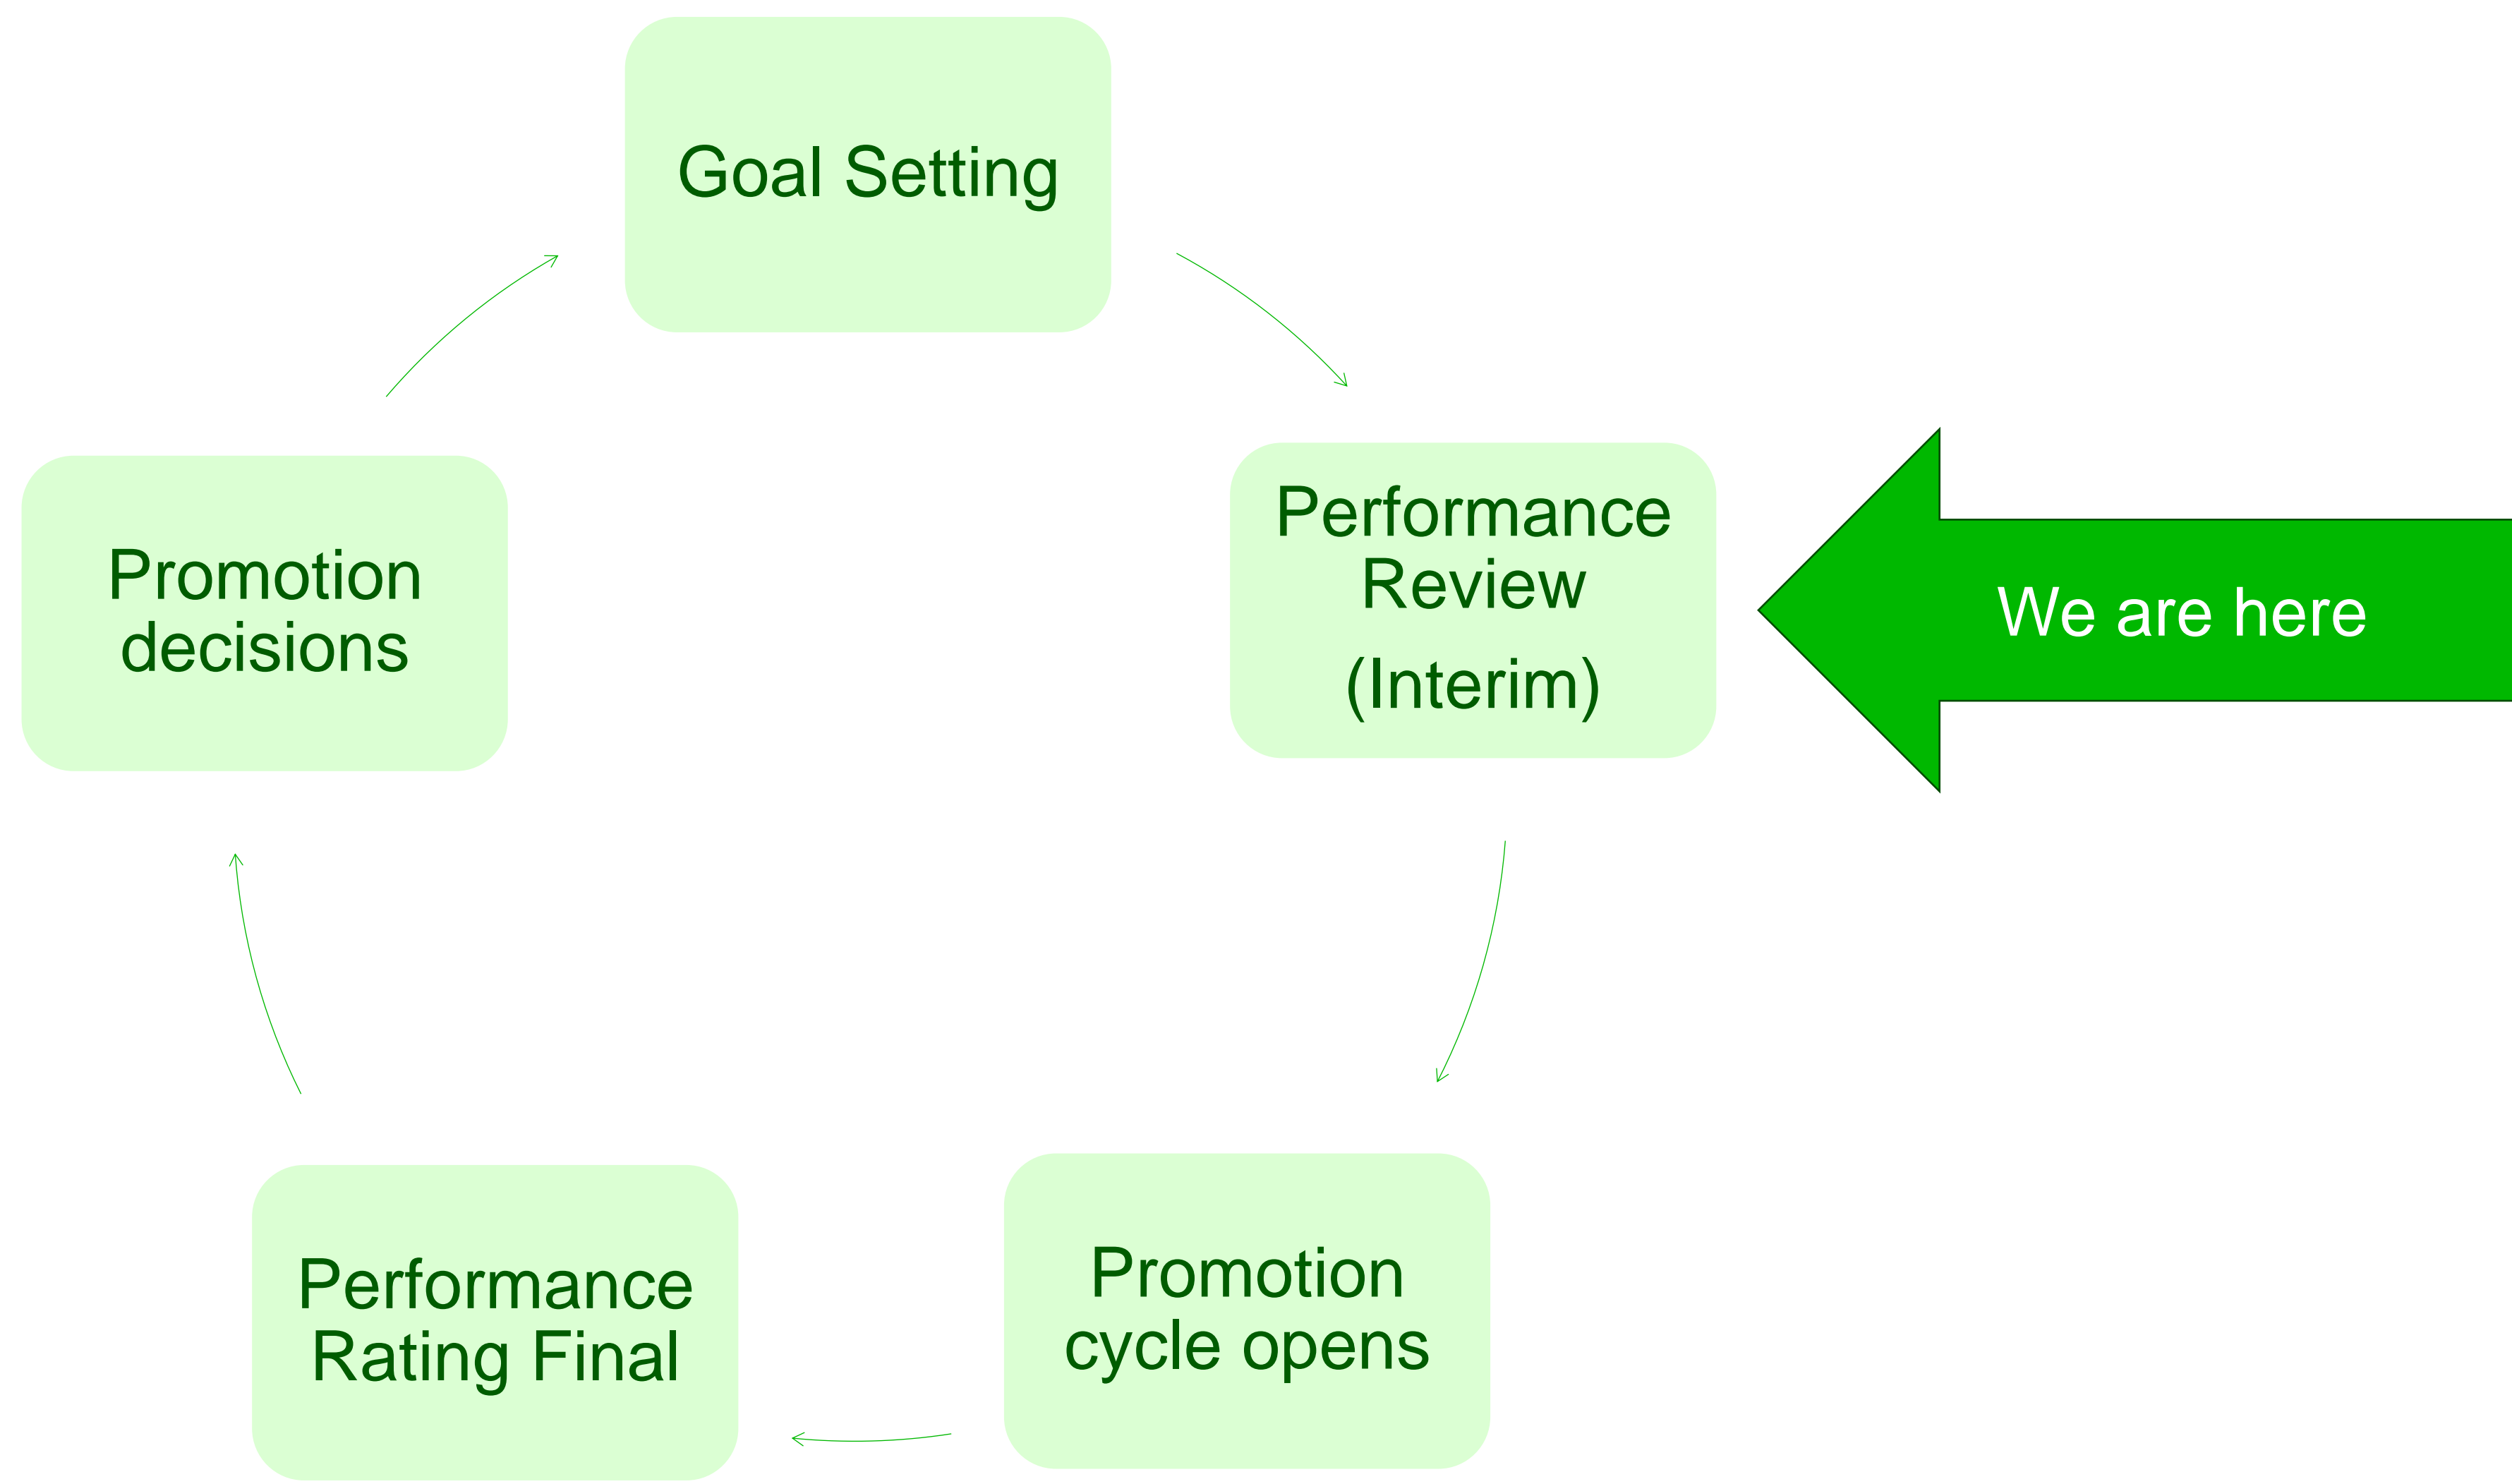 Goal Setting
Performance
Review
(Interim)
We are here
Promotion
cycle opens
Performance
Rating Final
Promotion
decisions